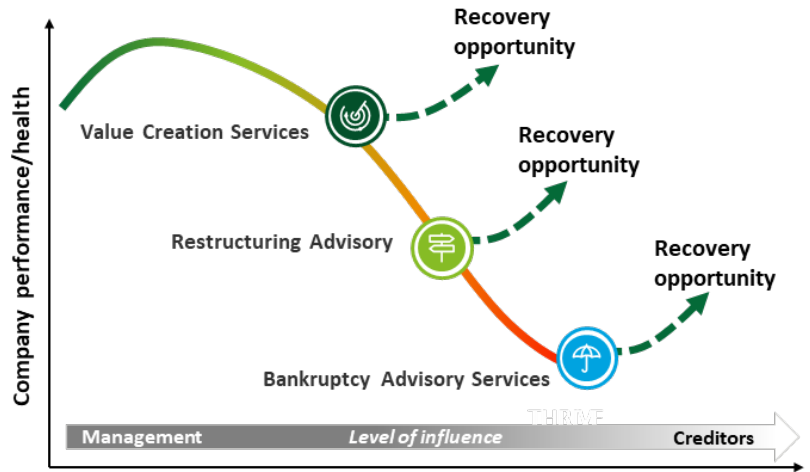 Company performance/health
Recovery
opportunity
Value Creation Services
Recovery
opportunity
Restructuring Advisory
Recovery
opportunity
Bankruptcy Advisory Services
THRIVE
Management
Level of influence
Creditors